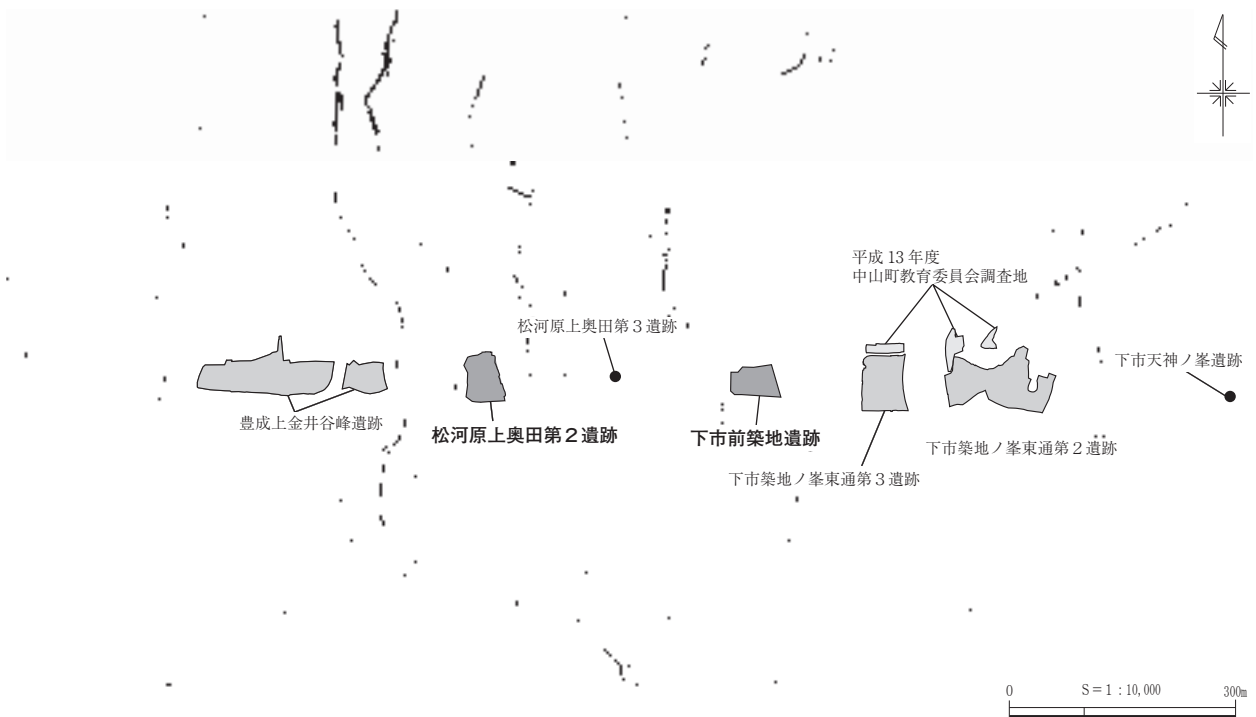 平成 13 年度
中山町教育委員会調査地
松河原上奥田第３遺跡
下市天神ノ峯遺跡
豊成上金井谷峰遺跡
松河原上奥田第２遺跡
下市前築地遺跡
下市築地ノ峯東通第２遺跡
下市築地ノ峯東通第３遺跡
0 S＝1：10,000 300m